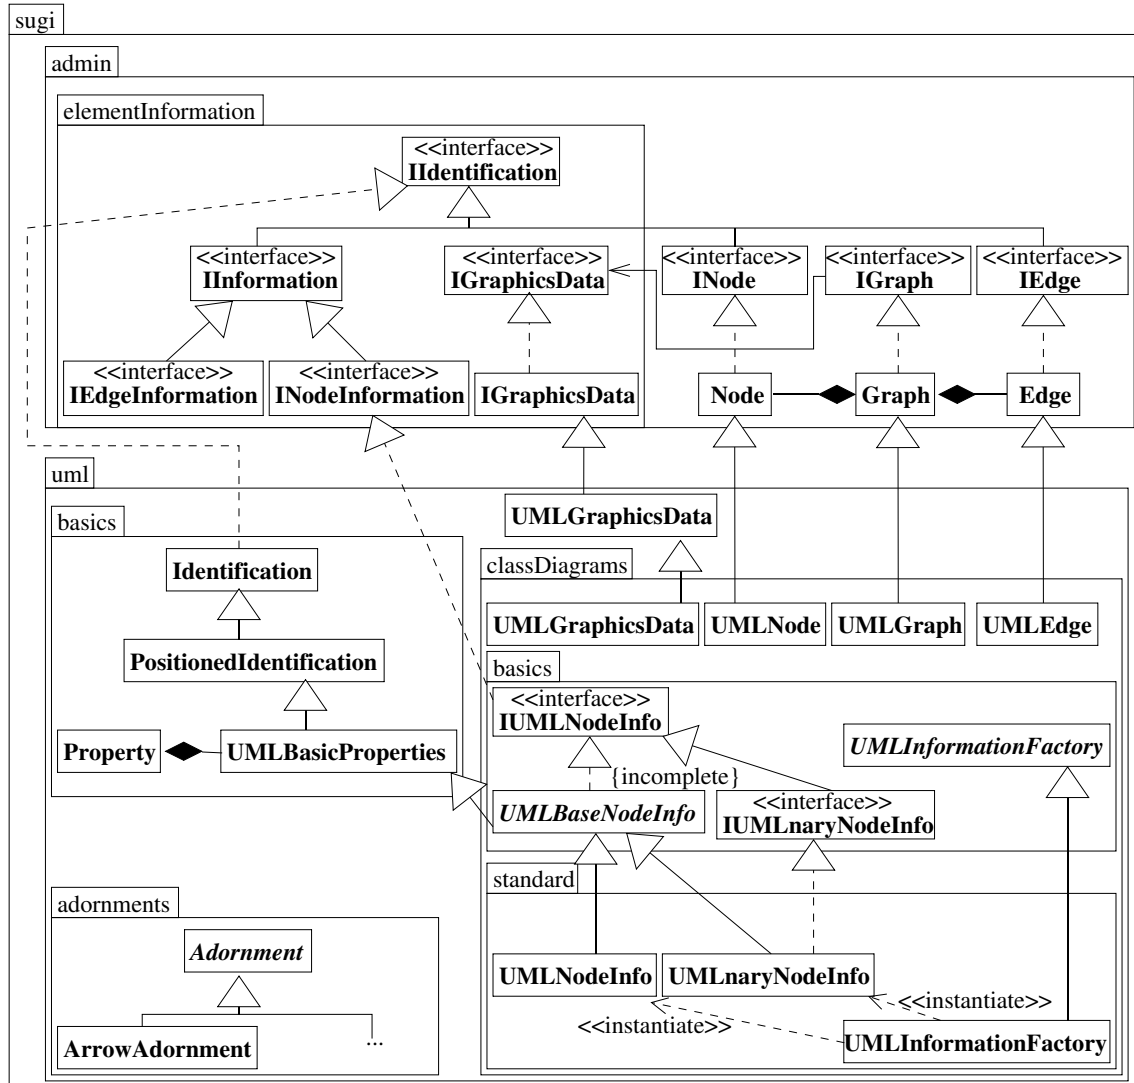 sugi
admin
elementInformation
<<interface>>
IIdentification
<<interface>>
IInformation
<<interface>>
IGraphicsData
<<interface>>
INode
<<interface>>
IGraph
<<interface>>
IEdge
<<interface>>
IEdgeInformation
<<interface>>
INodeInformation
IGraphicsData
Node
Graph
Edge
uml
UMLGraphicsData
basics
Identification
PositionedIdentification
Property
UMLBasicProperties
classDiagrams
UMLGraphicsData
UMLNode
UMLGraph
UMLEdge
basics
<<interface>>
IUMLNodeInfo
UMLInformationFactory
{incomplete}
UMLBaseNodeInfo
<<interface>>
IUMLnaryNodeInfo
standard
UMLNodeInfo
UMLnaryNodeInfo
<<instantiate>>
<<instantiate>>
UMLInformationFactory
adornments
Adornment
ArrowAdornment
...